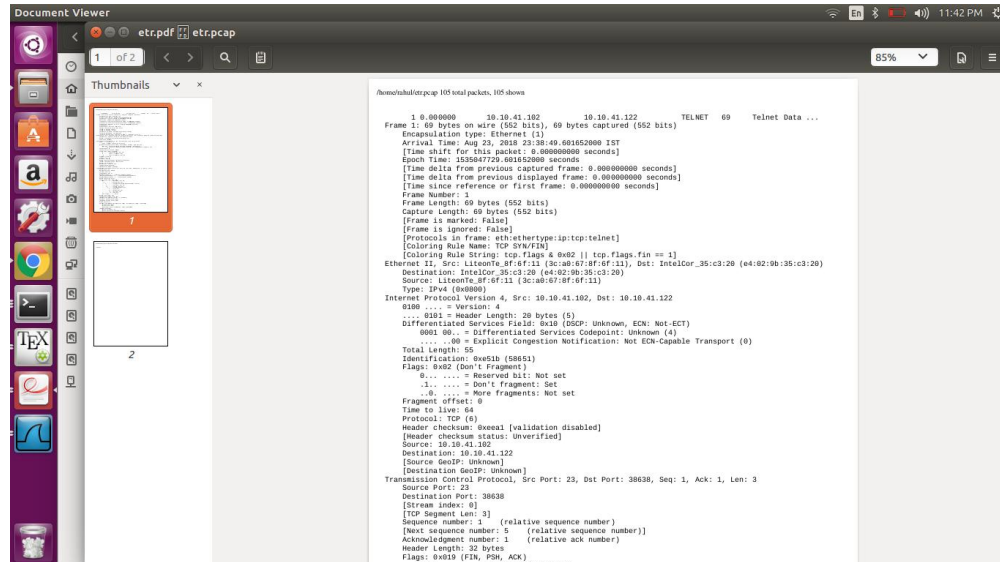 Document Viewer
En
11:42 PM
etr.pdf etr.pcap
1 of 2
85%
Thumbnails
1
2
/home/rahul/etr.pcap 105 total packets, 105 shown
1 0.000000 10.10.41.102 10.10.41.122 TELNET 69 Telnet Data ...
Frame 1: 69 bytes on wire (552 bits), 69 bytes captured (552 bits)
Encapsulation type: Ethernet (1)
Arrival Time: Aug 23, 2018 23:38:49.601652000 IST
[Time shift for this packet: 0.000000000 seconds]
Epoch Time: 1535047729.601652000 seconds
[Time delta from previous captured frame: 0.000000000 seconds]
[Time delta from previous displayed frame: 0.000000000 seconds]
[Time since reference or first frame: 0.000000000 seconds]
Frame Number: 1
Frame Length: 69 bytes (552 bits)
Capture Length: 69 bytes (552 bits)
[Frame is marked: False]
[Frame is ignored: False]
[Protocols in frame: eth:ethertype:ip:tcp:telnet]
[Coloring Rule Name: TCP SYN/FIN]
[Coloring Rule String: tcp.flags & 0x02 || tcp.flags.fin == 1]
Ethernet II, Src: LiteonTe_8f:6f:11 (3c:a0:67:8f:6f:11), Dst: IntelCor_35:c3:20 (e4:02:9b:35:c3:20)
Destination: IntelCor_35:c3:20 (e4:02:9b:35:c3:20)
Source: LiteonTe_8f:6f:11 (3c:a0:67:8f:6f:11)
Type: IPv4 (0x0800)
Internet Protocol Version 4, Src: 10.10.41.102, Dst: 10.10.41.122
0100 .... = Version: 4
.... 0101 = Header Length: 20 bytes (5)
Differentiated Services Field: 0x10 (DSCP: Unknown, ECN: Not-ECT)
0001 00.. = Differentiated Services Codepoint: Unknown (4)
.... ..00 = Explicit Congestion Notification: Not ECN-Capable Transport (0)
Total Length: 55
Identification: 0xe51b (58651)
Flags: 0x02 (Don't Fragment)
0... .... = Reserved bit: Not set
.1.. .... = Don't fragment: Set
..0. .... = More fragments: Not set
Fragment offset: 0
Time to live: 64
Protocol: TCP (6)
Header checksum: 0xeea1 [validation disabled]
[Header checksum status: Unverified]
Source: 10.10.41.102
Destination: 10.10.41.122
[Source GeoIP: Unknown]
[Destination GeoIP: Unknown]
Transmission Control Protocol, Src Port: 23, Dst Port: 38638, Seq: 1, Ack: 1, Len: 3
Source Port: 23
Destination Port: 38638
[Stream index: 0]
[TCP Segment Len: 3]
Sequence number: 1 (relative sequence number)
[Next sequence number: 5 (relative sequence number)]
Acknowledgment number: 1 (relative ack number)
Header Length: 32 bytes
Flags: 0x019 (FIN, PSH, ACK)